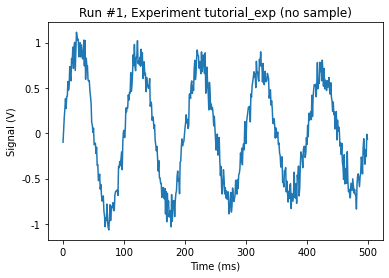 Run #1, Experiment tutorial_exp (no sample)
Signal (V)
1
0.5
0
-0.5
-1
0 100 200 300 400 500
Time (ms)